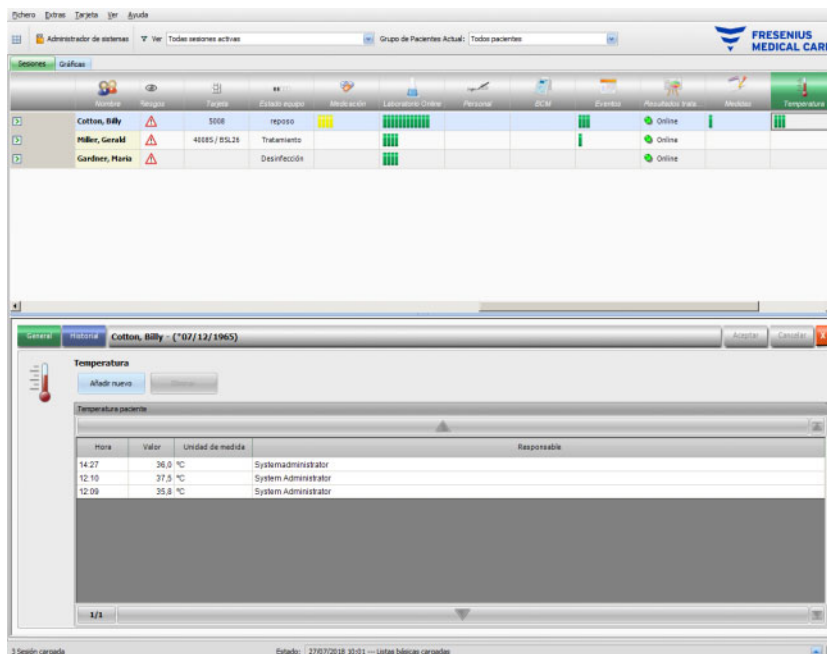 Fichero Extras Tarjeta Ver Ayuda
Administrador de sistemas Ver Todas sesiones activas Grupo de Pacientes Actual: Todos pacientes
FRESENIUS
MEDICAL CARE
Sesiones Gráficas
Nombre Riesgos Tarjeta Estado equipo Medicación Laboratorio Online Personal BCM Eventos Resultados trata... Medidas Temperatura
Cotton, Billy 5008 reposo Online
Miller, Gerald 4008S / BSL26 Tratamiento Online
Gardner, Maria Desinfección Online
General Historial Cotton, Billy - (*07/12/1965) Aceptar Cancelar X
Temperatura
Añadir nuevo
Temperatura paciente
Hora Valor Unidad de medida Responsable
14:27 36,0 ºC Systemadministrator
12:10 37,5 ºC System Administrator
12:09 35,8 ºC System Administrator
1/1
3 Sesión cargada Estado: 27/07/2018 10:01 --- Listas básicas cargadas